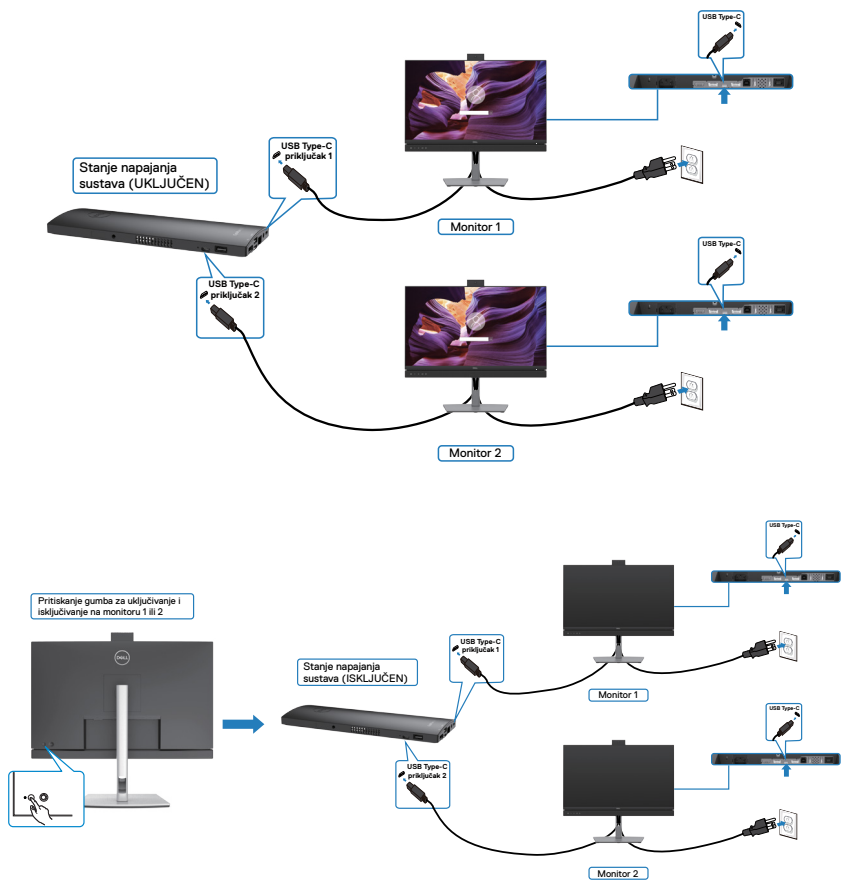 USB Type-C
USB Type-C
priključak 1
Stanje napajanja
sustava (UKLJUČEN)
Monitor 1
USB Type-C
USB Type-C
priključak 2
Monitor 2
USB Type-C
Pritiskanje gumba za uključivanje i
isključivanje na monitoru 1 ili 2
DELL
USB Type-C
priključak 1
Stanje napajanja
sustava (ISKLJUČEN)
Monitor 1
USB Type-C
USB Type-C
priključak 2
Monitor 2